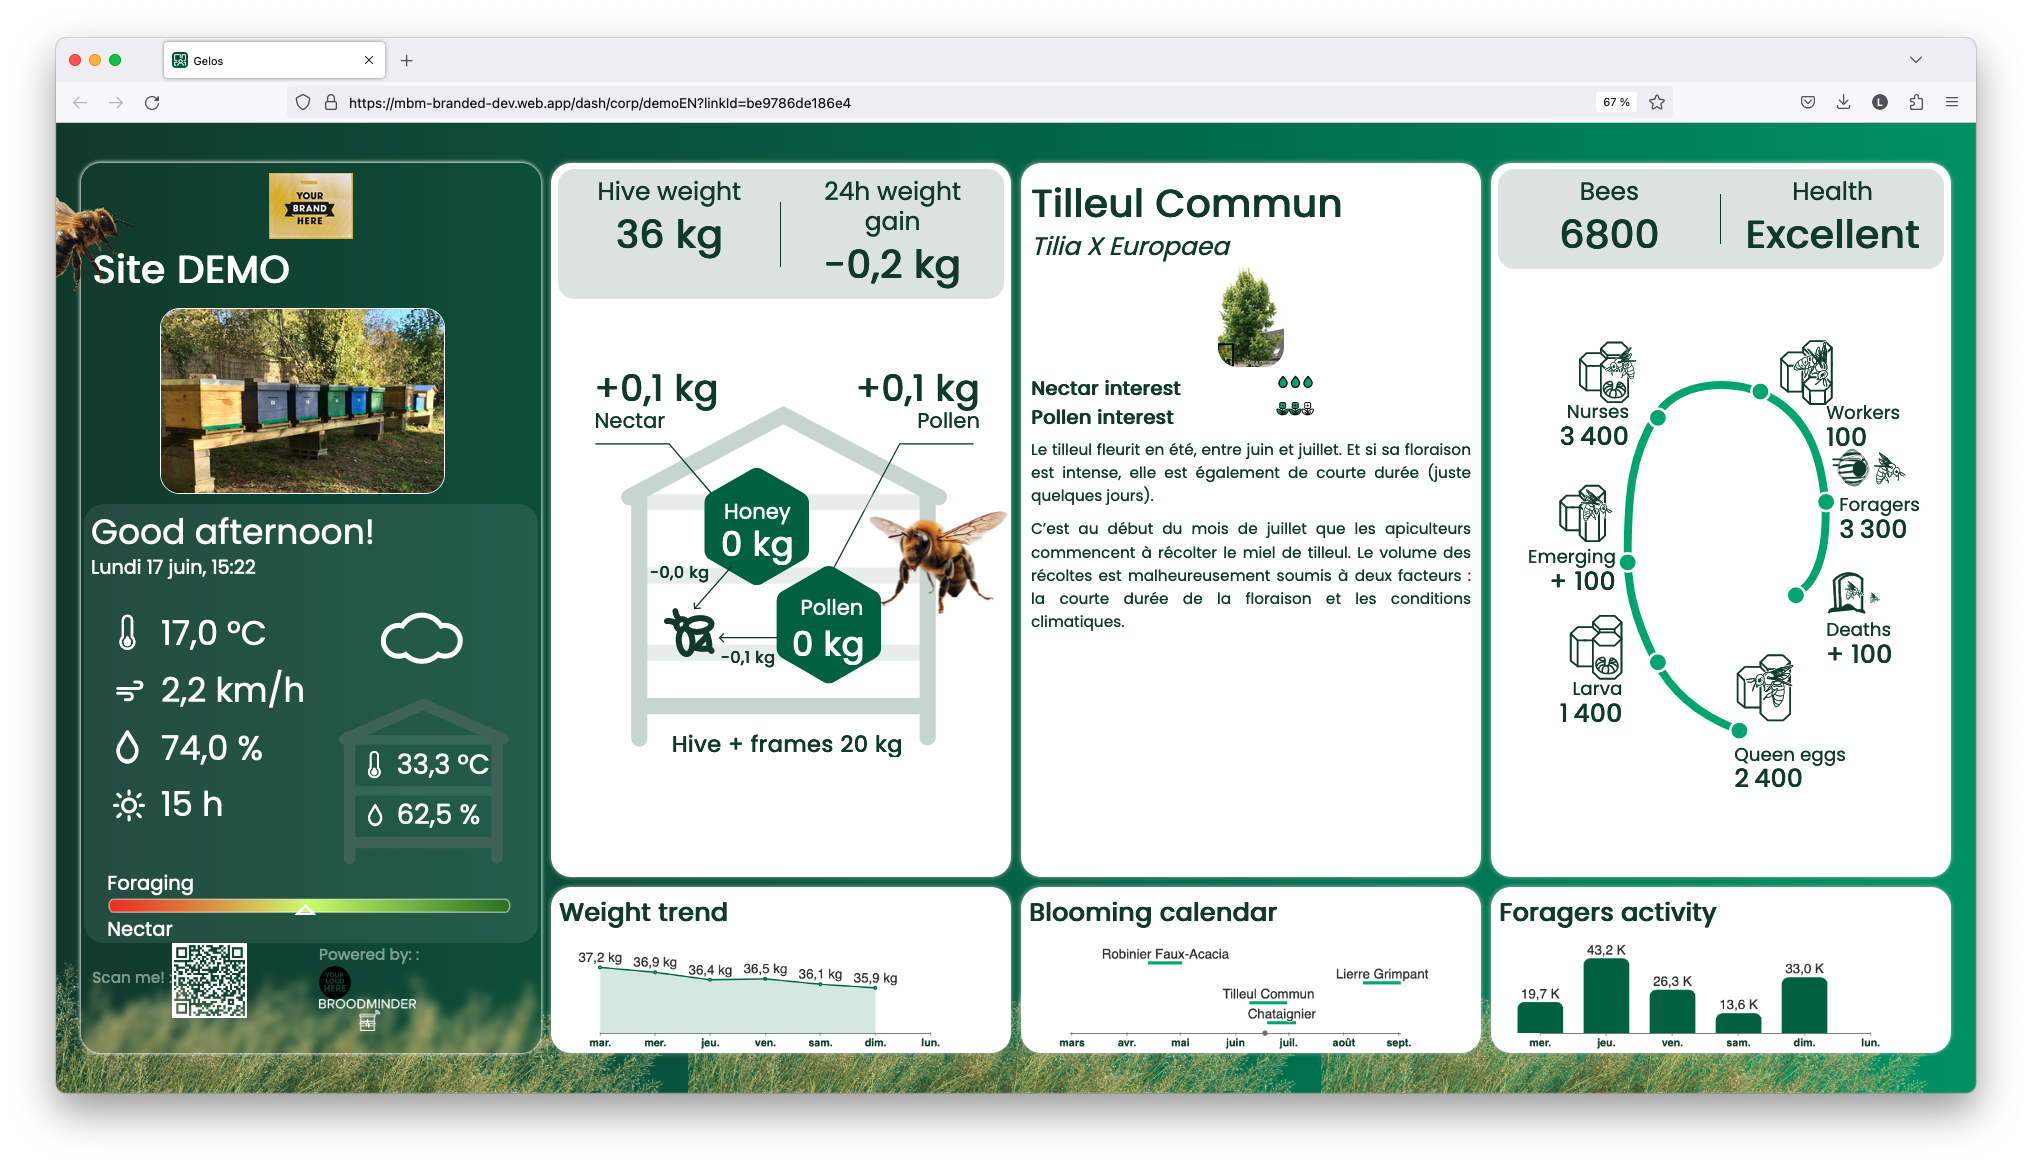 Gelos
https://mbm-branded-dev.web.app/dash/corp/demoEN?linkId=be9786de186e4
67 %
L
YOUR
BRAND
HERE
Site DEMO
Good afternoon!
Lundi 17 juin, 15:22
17,0 °C
2,2 km/h
74,0 %
15 h
33,3 °C
62,5 %
Foraging
Nectar
Scan me! :
Powered by: :
YOUR
LOGO
HERE
BROODMINDER
Hive weight
36 kg
24h weight
gain
-0,2 kg
+0,1 kg
Nectar
+0,1 kg
Pollen
Honey
0 kg
-0,0 kg
Pollen
0 kg
-0,1 kg
Hive + frames 20 kg
Tilleul Commun
Tilia X Europaea
Nectar interest
Pollen interest
Le tilleul fleurit en été, entre juin et juillet. Et si sa floraison
est intense, elle est également de courte durée (juste
quelques jours).
C'est au début du mois de juillet que les apiculteurs
commencent à récolter le miel de tilleul. Le volume des
récoltes est malheureusement soumis à deux facteurs :
la courte durée de la floraison et les conditions
climatiques.
Bees
6800
Health
Excellent
Nurses
3 400
Workers
100
Foragers
3 300
Emerging
+ 100
Deaths
+ 100
Larva
1 400
Queen eggs
2 400
Weight trend
37,2 kg 36,9 kg 36,4 kg 36,5 kg 36,1 kg 35,9 kg
mar. mer. jeu. ven. sam. dim. lun.
Blooming calendar
Robinier Faux-Acacia
Lierre Grimpant
Tilleul Commun
Chataignier
mars avr. mai juin juil. août sept.
Foragers activity
19,7 K 43,2 K 26,3 K 13,6 K 33,0 K
mer. jeu. ven. sam. dim. lun.